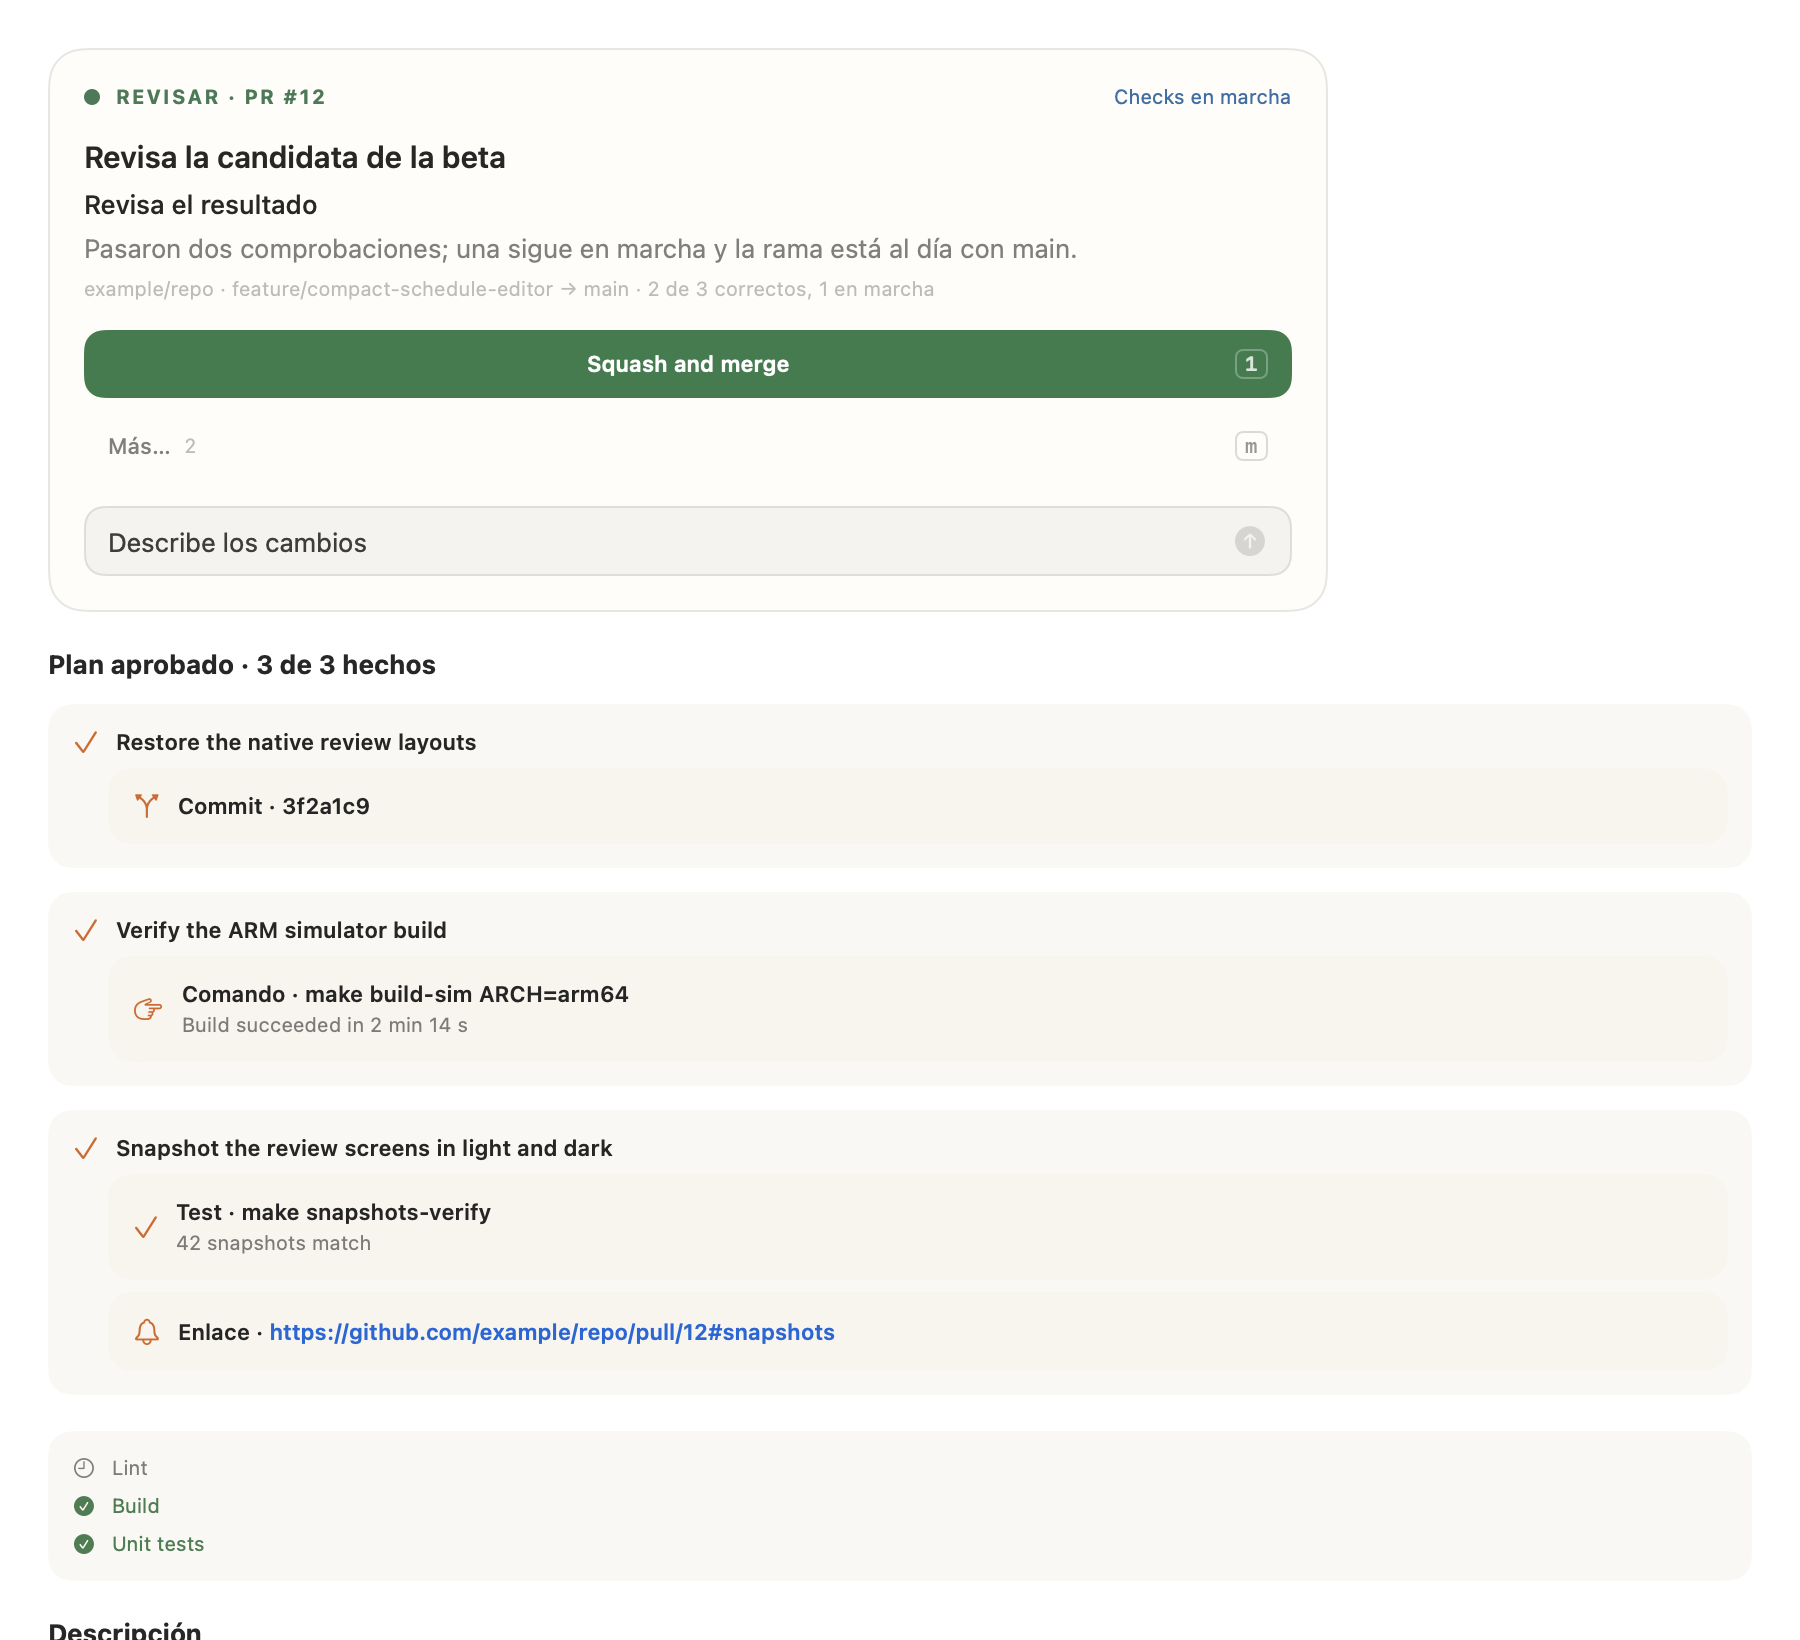 REVISAR · PR #12
Checks en marcha
Revisa la candidata de la beta
Revisa el resultado
Pasaron dos comprobaciones; una sigue en marcha y la rama está al día con main.
example/repo · feature/compact-schedule-editor → main · 2 de 3 correctos, 1 en marcha
Squash and merge 1
Más... 2 m
Describe los cambios
Plan aprobado · 3 de 3 hechos
Restore the native review layouts
Commit · 3f2a1c9
Verify the ARM simulator build
Comando · make build-sim ARCH=arm64
Build succeeded in 2 min 14 s
Snapshot the review screens in light and dark
Test · make snapshots-verify
42 snapshots match
Enlace · https://github.com/example/repo/pull/12#snapshots
Lint
Build
Unit tests
Descripción